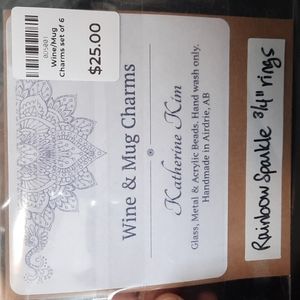 005801
Wine/Mug
Charms set of 6
$25.00
Wine & Mug Charms
®
Katherine Kim
Glass, Metal & Acrylic Beads. Hand wash only.
Handmade in Airdrie, AB
Rainbow Sparkle 3/4" rings